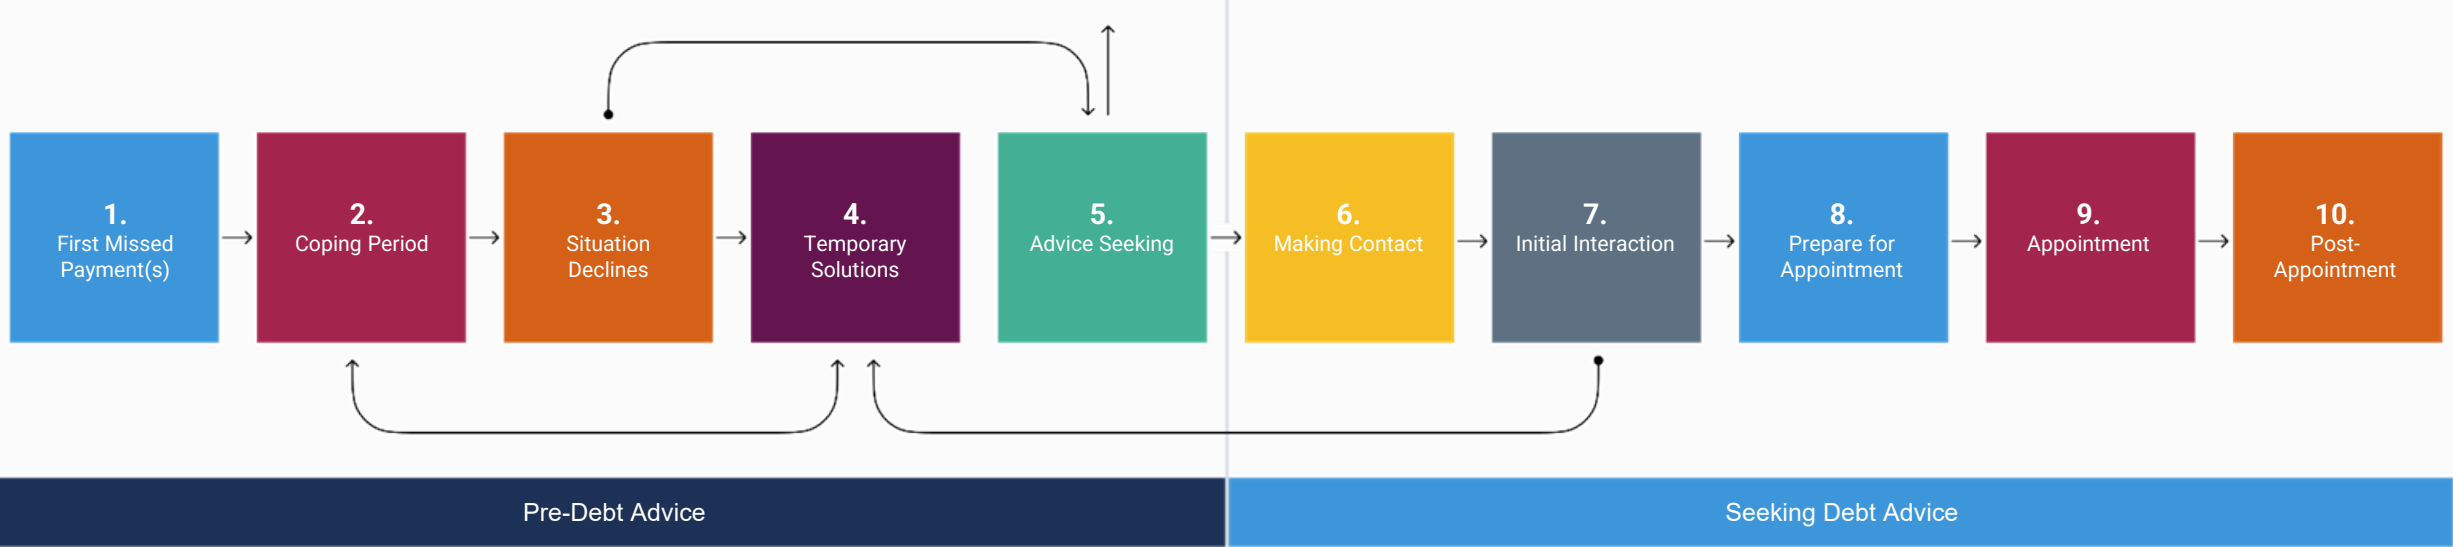 1.
First Missed
Payment(s)
2.
Coping Period
3.
Situation
Declines
4.
Temporary
Solutions
5.
Advice Seeking
6.
Making Contact
7.
Initial Interaction
8.
Prepare for
Appointment
9.
Appointment
10.
Post-
Appointment
Pre-Debt Advice
Seeking Debt Advice